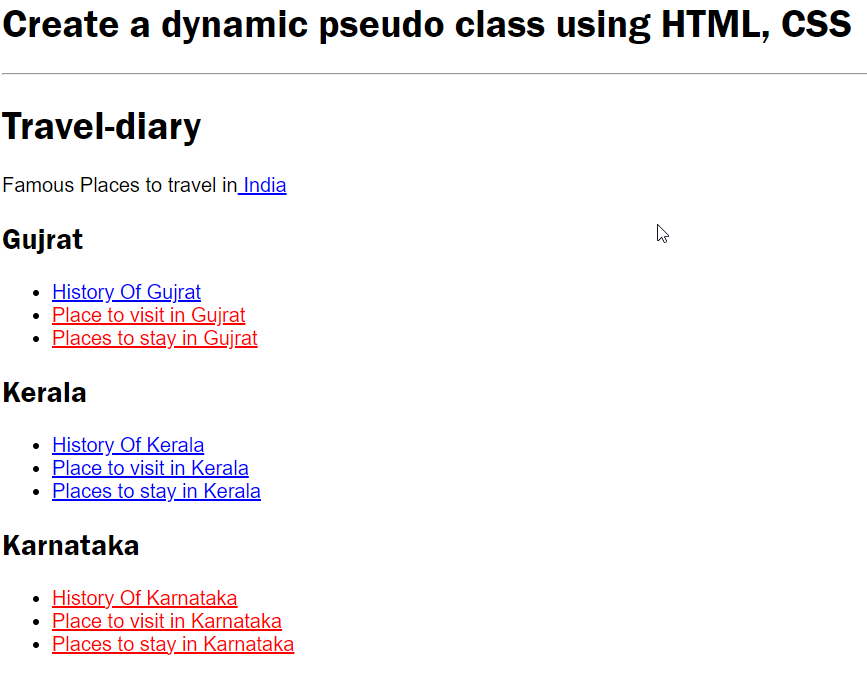 Create a dynamic pseudo class using HTML, CSS
Travel-diary
Famous Places to travel in India
Gujrat
History Of Gujrat
Place to visit in Gujrat
Places to stay in Gujrat
Kerala
History Of Kerala
Place to visit in Kerala
Places to stay in Kerala
Karnataka
History Of Karnataka
Place to visit in Karnataka
Places to stay in Karnataka